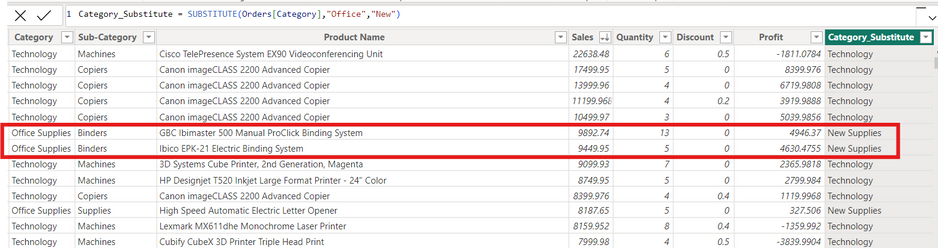 1 Category_Substitute = SUBSTITUTE(Orders[Category],"Office","New")
Category Sub-Category Product Name Sales Quantity Discount Profit Category_Substitute
Technology Machines Cisco TelePresence System EX90 Videoconferencing Unit 22638.48 6 0.5 -1811.0784 Technology
Technology Copiers Canon imageCLASS 2200 Advanced Copier 17499.95 5 0 8399.976 Technology
Technology Copiers Canon imageCLASS 2200 Advanced Copier 13999.96 4 0 6719.9808 Technology
Technology Copiers Canon imageCLASS 2200 Advanced Copier 11199.968 4 0.2 3919.9888 Technology
Technology Copiers Canon imageCLASS 2200 Advanced Copier 10499.97 3 0 5039.9856 Technology
Office Supplies Binders GBC Ibimaster 500 Manual ProClick Binding System 9892.74 13 0 4946.37 New Supplies
Office Supplies Binders Ibico EPK-21 Electric Binding System 9449.95 5 0 4630.4755 New Supplies
Technology Machines 3D Systems Cube Printer, 2nd Generation, Magenta 9099.93 7 0 2365.9818 Technology
Technology Machines HP Designjet T520 Inkjet Large Format Printer - 24" Color 8749.95 5 0 2799.984 Technology
Technology Copiers Canon imageCLASS 2200 Advanced Copier 8399.976 4 0.4 1119.9968 Technology
Office Supplies Supplies High Speed Automatic Electric Letter Opener 8187.65 5 0 327.506 New Supplies
Technology Machines Lexmark MX611dhe Monochrome Laser Printer 8159.952 8 0.4 -1359.992 Technology
Technology Machines Cubify CubeX 3D Printer Triple Head Print 7999.98 4 0.5 -3839.9904 Technology